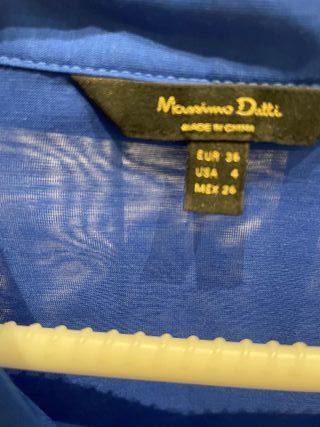 Massimo Dutti
MADE IN CHINA
EUR 36
USA 4
MEX 26